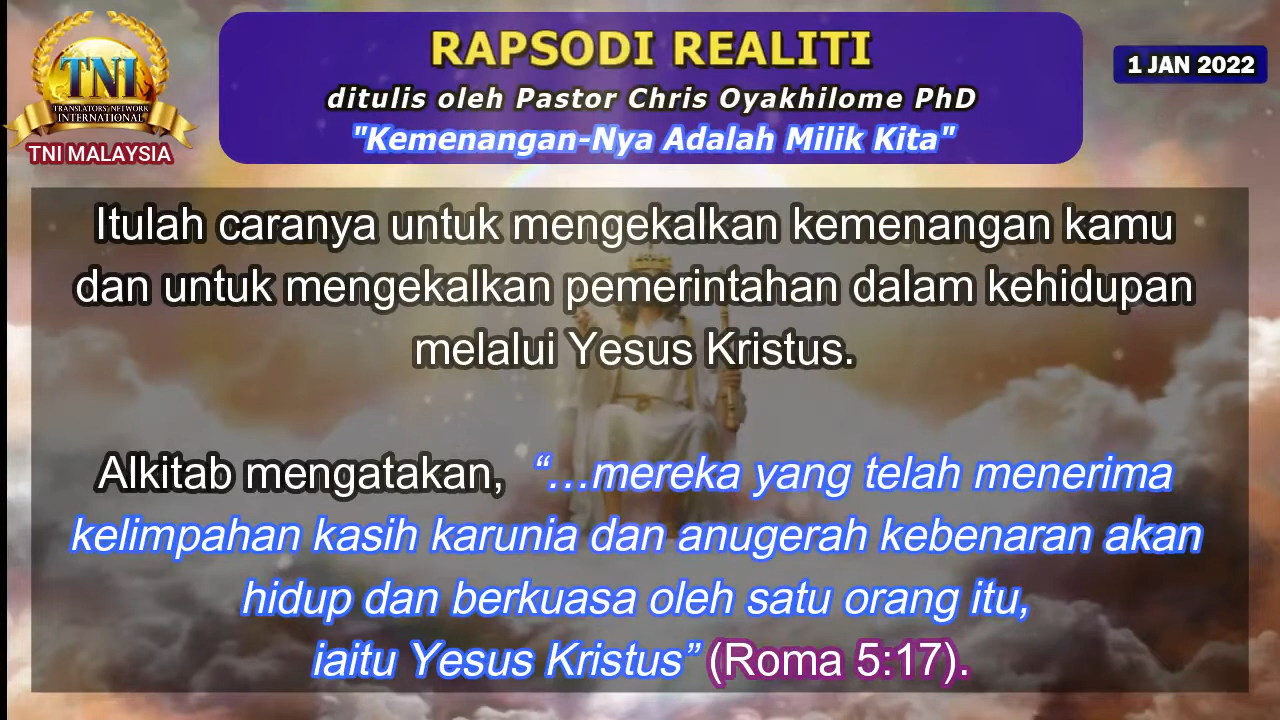 TNI
TRANSLATORS NETWORK
INTERNATIONAL
TNI MALAYSIA
RAPSODI REALITI
ditulis oleh Pastor Chris Oyakhilome PhD
"Kemenangan-Nya Adalah Milik Kita"
1 JAN 2022
Itulah caranya untuk mengekalkan kemenangan kamu
dan untuk mengekalkan pemerintahan dalam kehidupan
melalui Yesus Kristus.
Alkitab mengatakan, “…mereka yang telah menerima
kelimpahan kasih karunia dan anugerah kebenaran akan
hidup dan berkuasa oleh satu orang itu,
iaitu Yesus Kristus” (Roma 5:17).